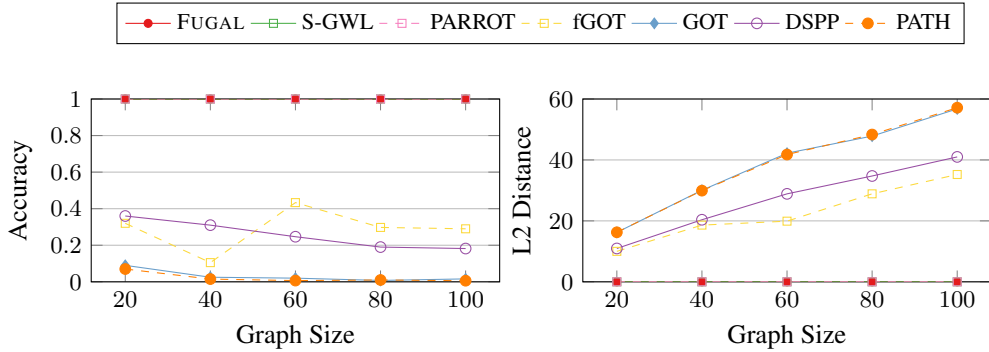 FUGAL S-GWL PARROT fGOT GOT DSPP PATH
1
0.8
0.6
0.4
0.2
0
20 40 60 80 100
Accuracy
Graph Size
60
40
20
0
20 40 60 80 100
L2 Distance
Graph Size